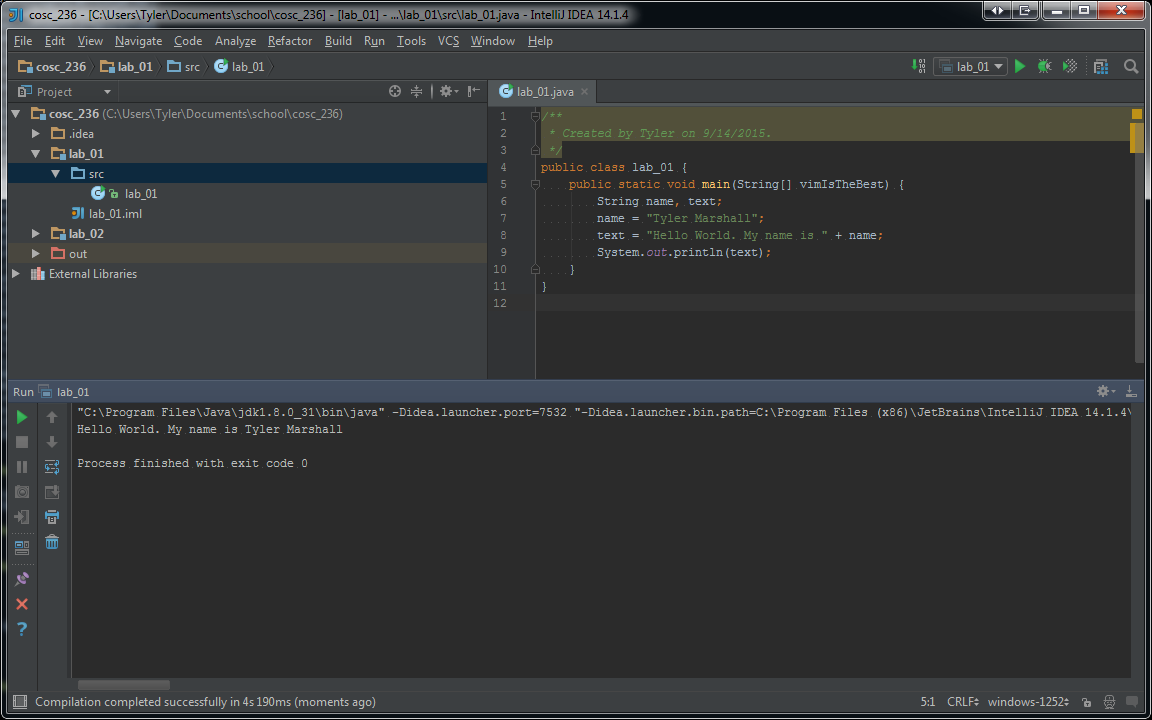 cosc_236 - [C:\Users\Tyler\Documents\school\cosc_236] - [lab_01] - ...\lab_01\src\lab_01.java - IntelliJ IDEA 14.1.4
File Edit View Navigate Code Analyze Refactor Build Run Tools VCS Window Help
cosc_236 lab_01 src lab_01 lab_01
Project
cosc_236 (C:\Users\Tyler\Documents\school\cosc_236)
.idea
lab_01
src
lab_01
lab_01.iml
lab_02
out
External Libraries
lab_01.java
1 /**
2 * Created by Tyler on 9/14/2015.
3 */
4 public class lab_01 {
5 public static void main(String[] vimIsTheBest) {
6 String name, text;
7 name = "Tyler Marshall";
8 text = "Hello World. My name is " + name;
9 System.out.println(text);
10 }
11 }
12
Run lab_01
"C:\Program Files\Java\jdk1.8.0_31\bin\java" -Didea.launcher.port=7532 "-Didea.launcher.bin.path=C:\Program Files (x86)\JetBrains\IntelliJ IDEA 14.1.4\
Hello World. My name is Tyler Marshall
Process finished with exit code 0
Compilation completed successfully in 4s 190ms (moments ago) 5:1 CRLF windows-1252